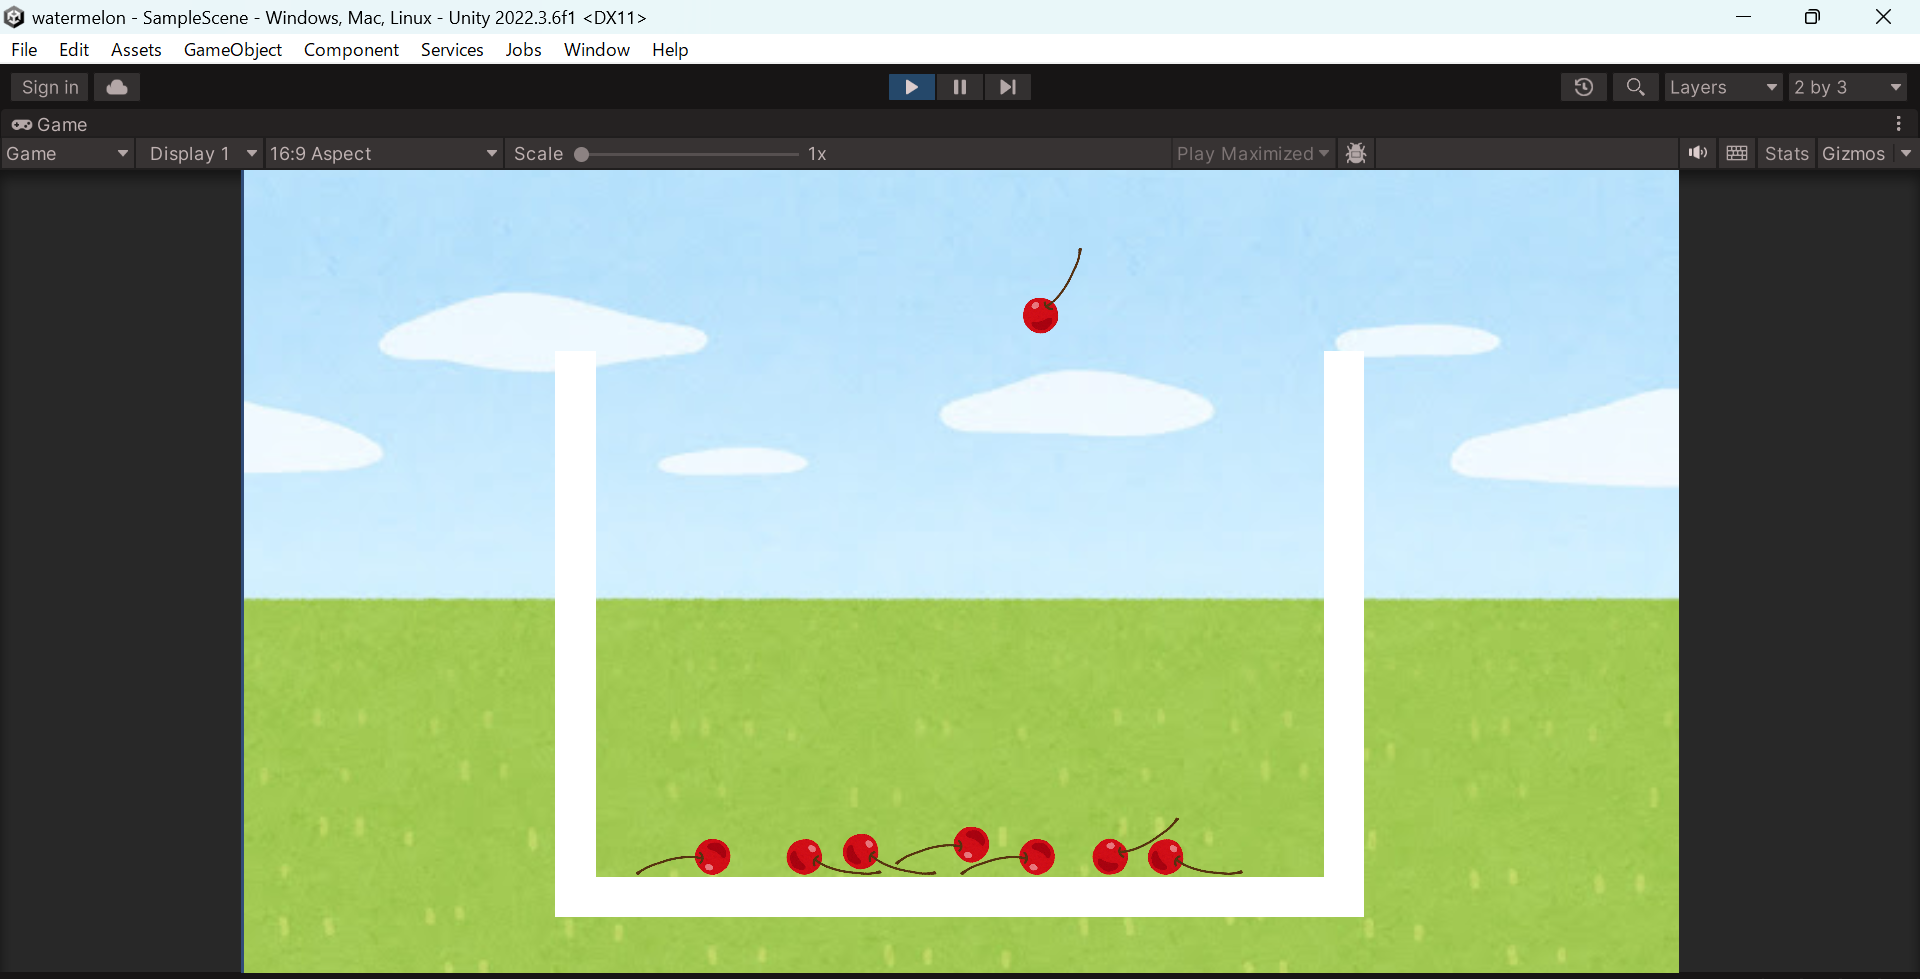 watermelon - SampleScene - Windows, Mac, Linux - Unity 2022.3.6f1 <DX11>
File Edit Assets GameObject Component Services Jobs Window Help
Sign in Layers 2 by 3
Game
Game Display 1 16:9 Aspect Scale 1x Play Maximized Stats Gizmos